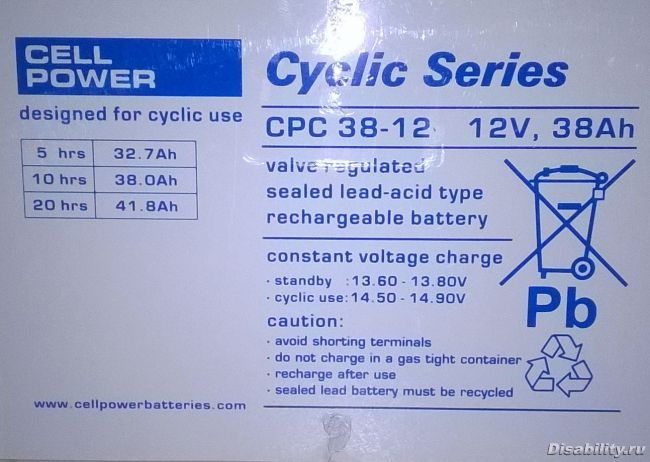 CELL
POWER
designed for cyclic use
5 hrs 32.7Ah
10 hrs 38.0Ah
20 hrs 41.8Ah
www.cellpowerbatteries.com
Cyclic Series
CPC 38-12 12V, 38Ah
valve regulated
sealed lead-acid type
rechargeable battery
constant voltage charge
· standby :13.60 - 13.80V
· cyclic use: 14.50 - 14.90V
caution:
· avoid shorting terminals
· do not charge in a gas tight container
· recharge after use
· sealed lead battery must be recycled
Pb
Disability.ru